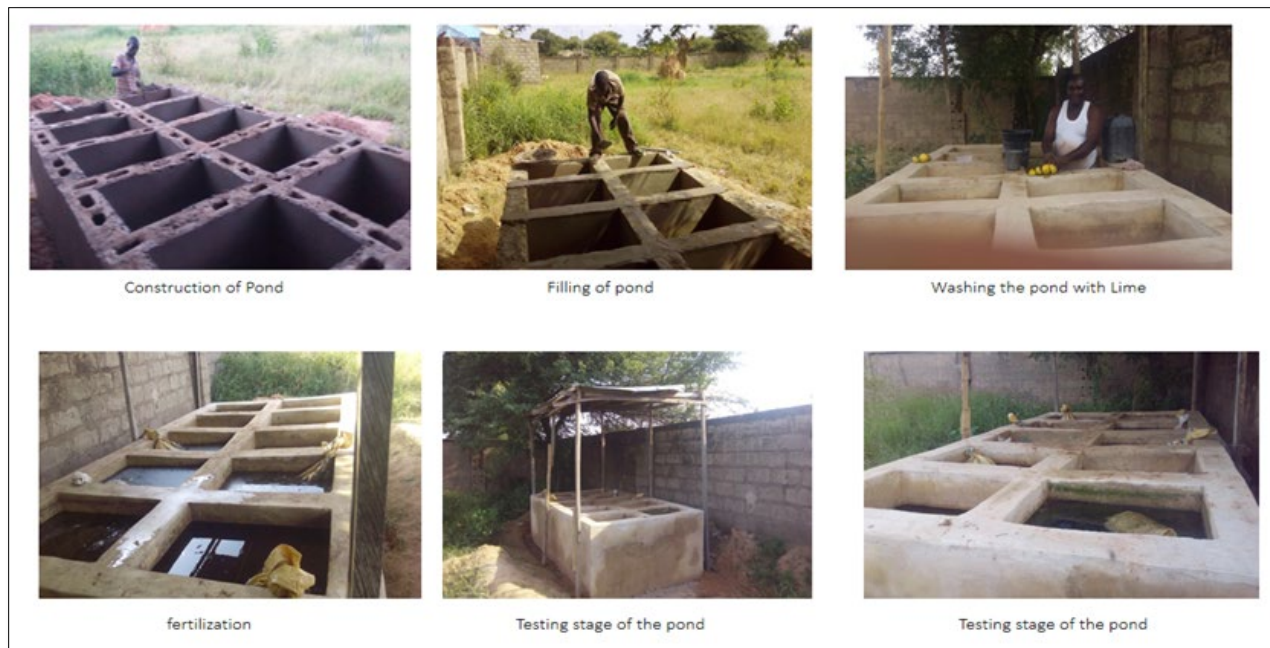 Construction of Pond
Filling of pond
Washing the pond with Lime
fertilization
Testing stage of the pond
Testing stage of the pond